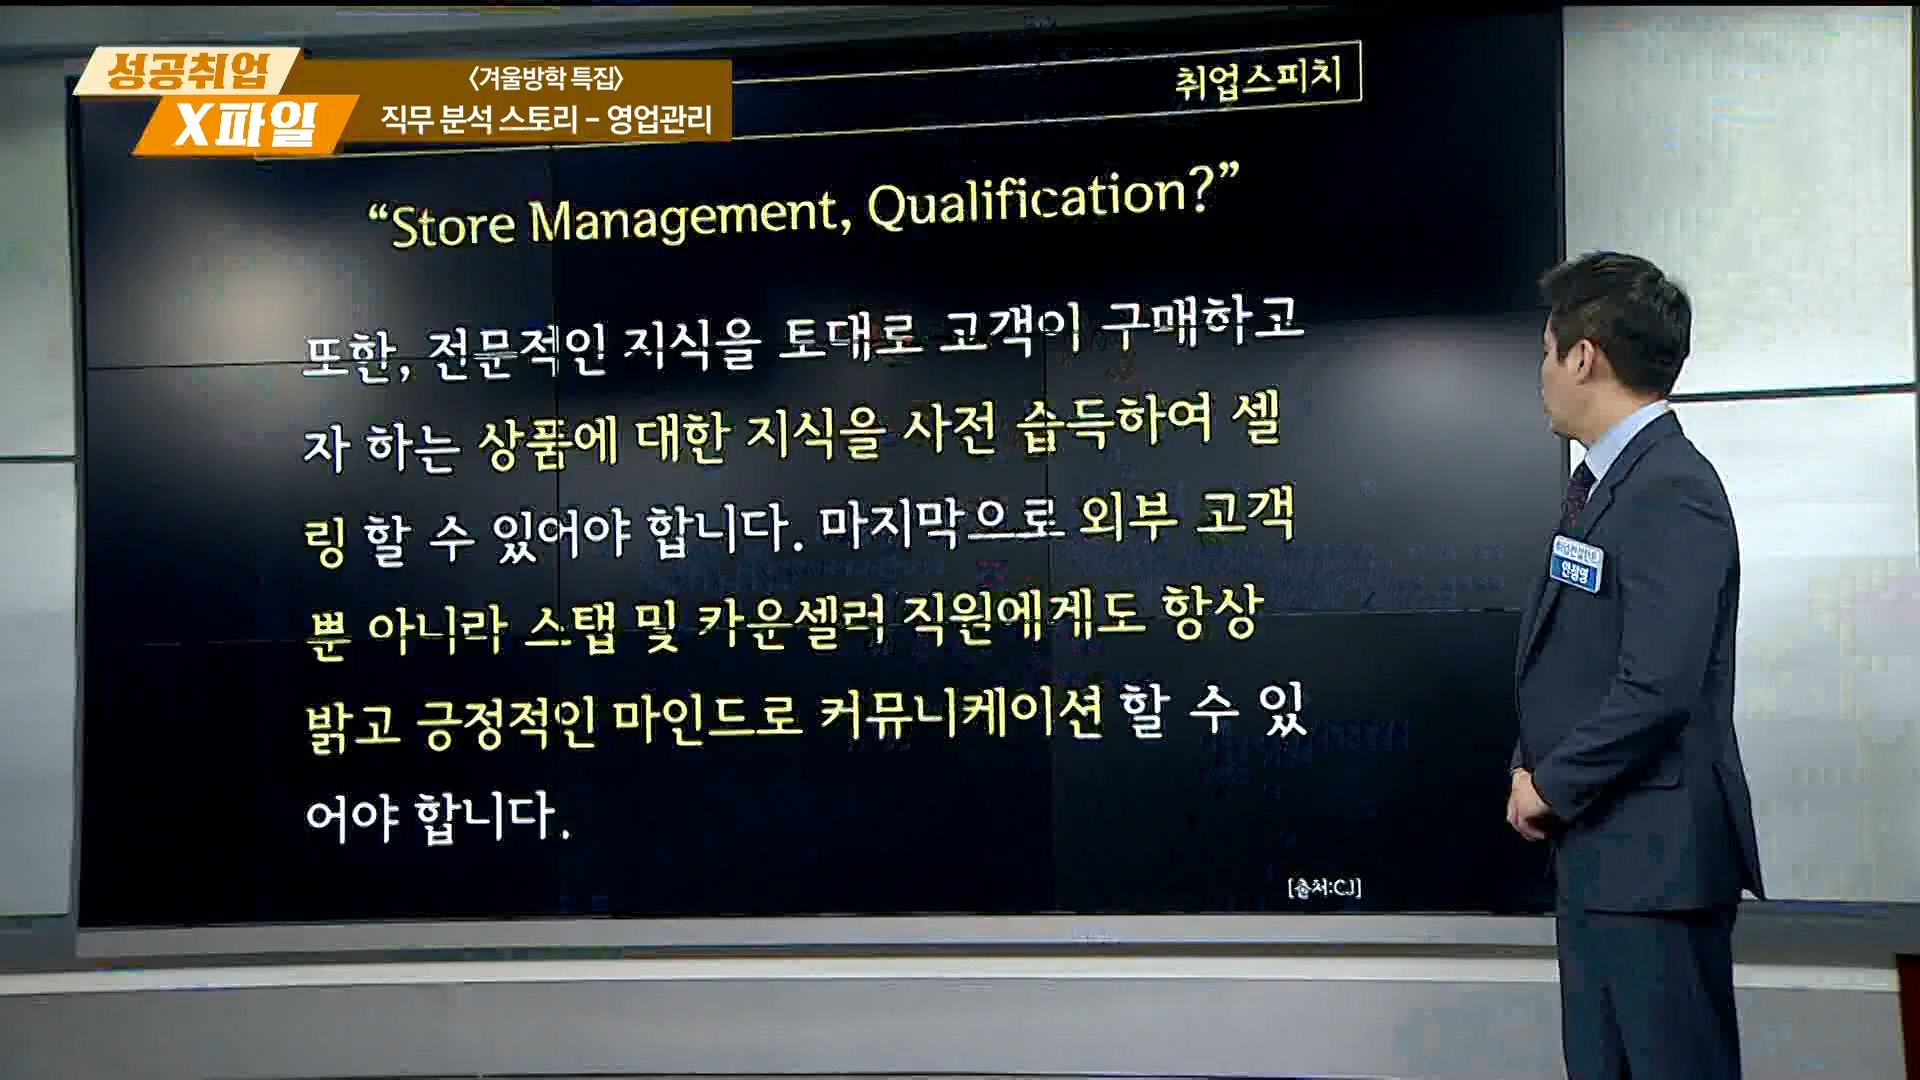 성공취업
X파일
<겨울방학 특집>
직무 분석 스토리 - 영업관리
취업스피치
“Store Management, Qualification?”
또한, 전문적인 지식을 토대로 고객이 구매하고
자 하는 상품에 대한 지식을 사전 습득하여 셀
링 할 수 있어야 합니다. 마지막으로 외부 고객
뿐 아니라 스탭 및 카운셀러 직원에게도 항상
밝고 긍정적인 마인드로 커뮤니케이션 할 수 있
어야 합니다.
[출처:CJ]